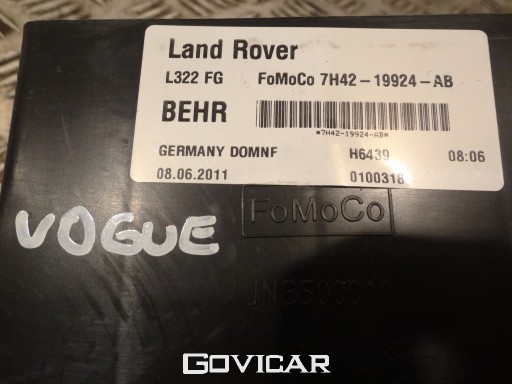 Land Rover
L322 FG FoMoCo 7H42-19924-AB
BEHR
*7H42-19924-AB*
GERMANY DOMNF H6439 08:06
08.06.2011 0100318
FoMoCo
VOGUE
GOVICAR